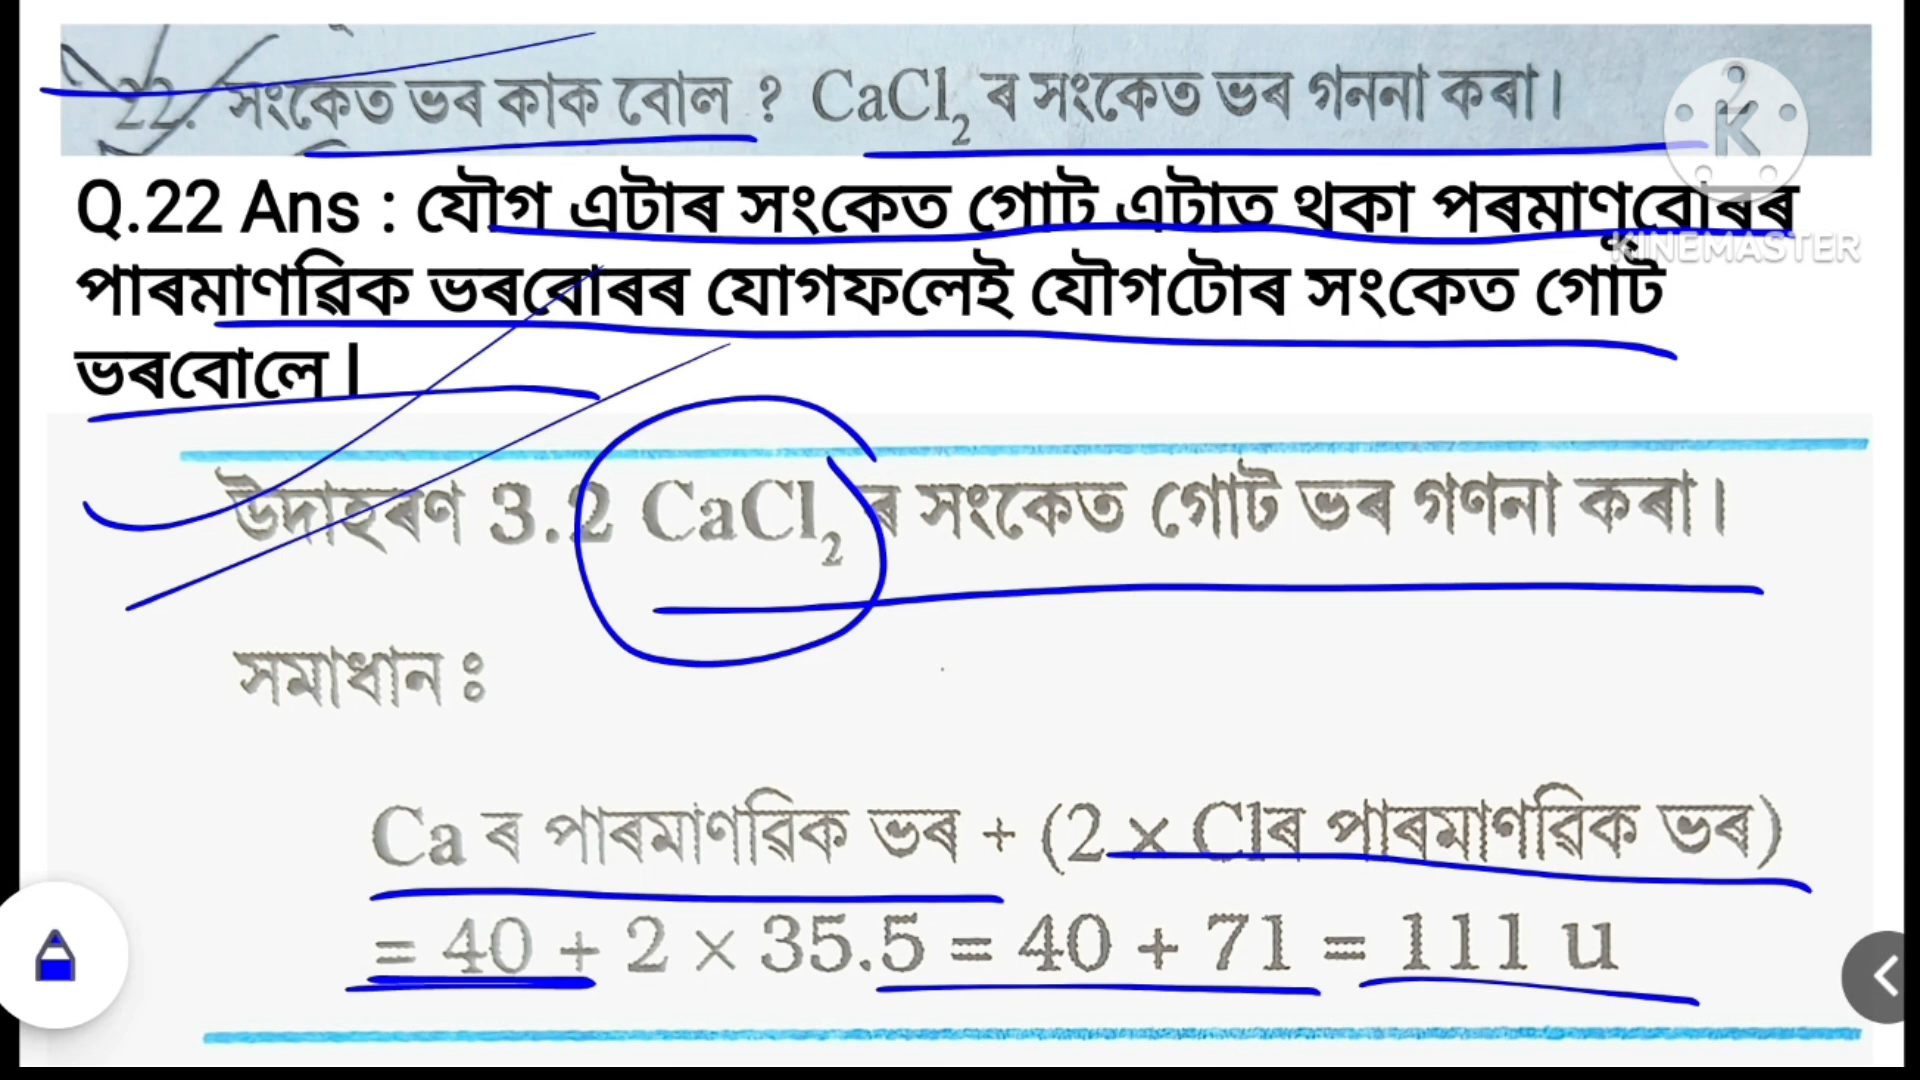 22. সংকেত ভৰ কাক বোলে ? CaCl₂ ৰ সংকেত ভৰ গননা কৰা।
Q.22 Ans : যৌগ এটাৰ সংকেত গোট এটাত থকা পৰমাণুবোৰৰ
পাৰমাণৱিক ভৰবোৰৰ যোগফলেই যৌগটোৰ সংকেত গোট
ভৰবোলে।
KINEMASTER
উদাহৰণ 3.2 CaCl₂ ৰ সংকেত গোট ভৰ গণনা কৰা।
সমাধান ঃ
Ca ৰ পাৰমাণৱিক ভৰ + (2 × Clৰ পাৰমাণৱিক ভৰ)
= 40 + 2 × 35.5 = 40 + 71 = 111 u